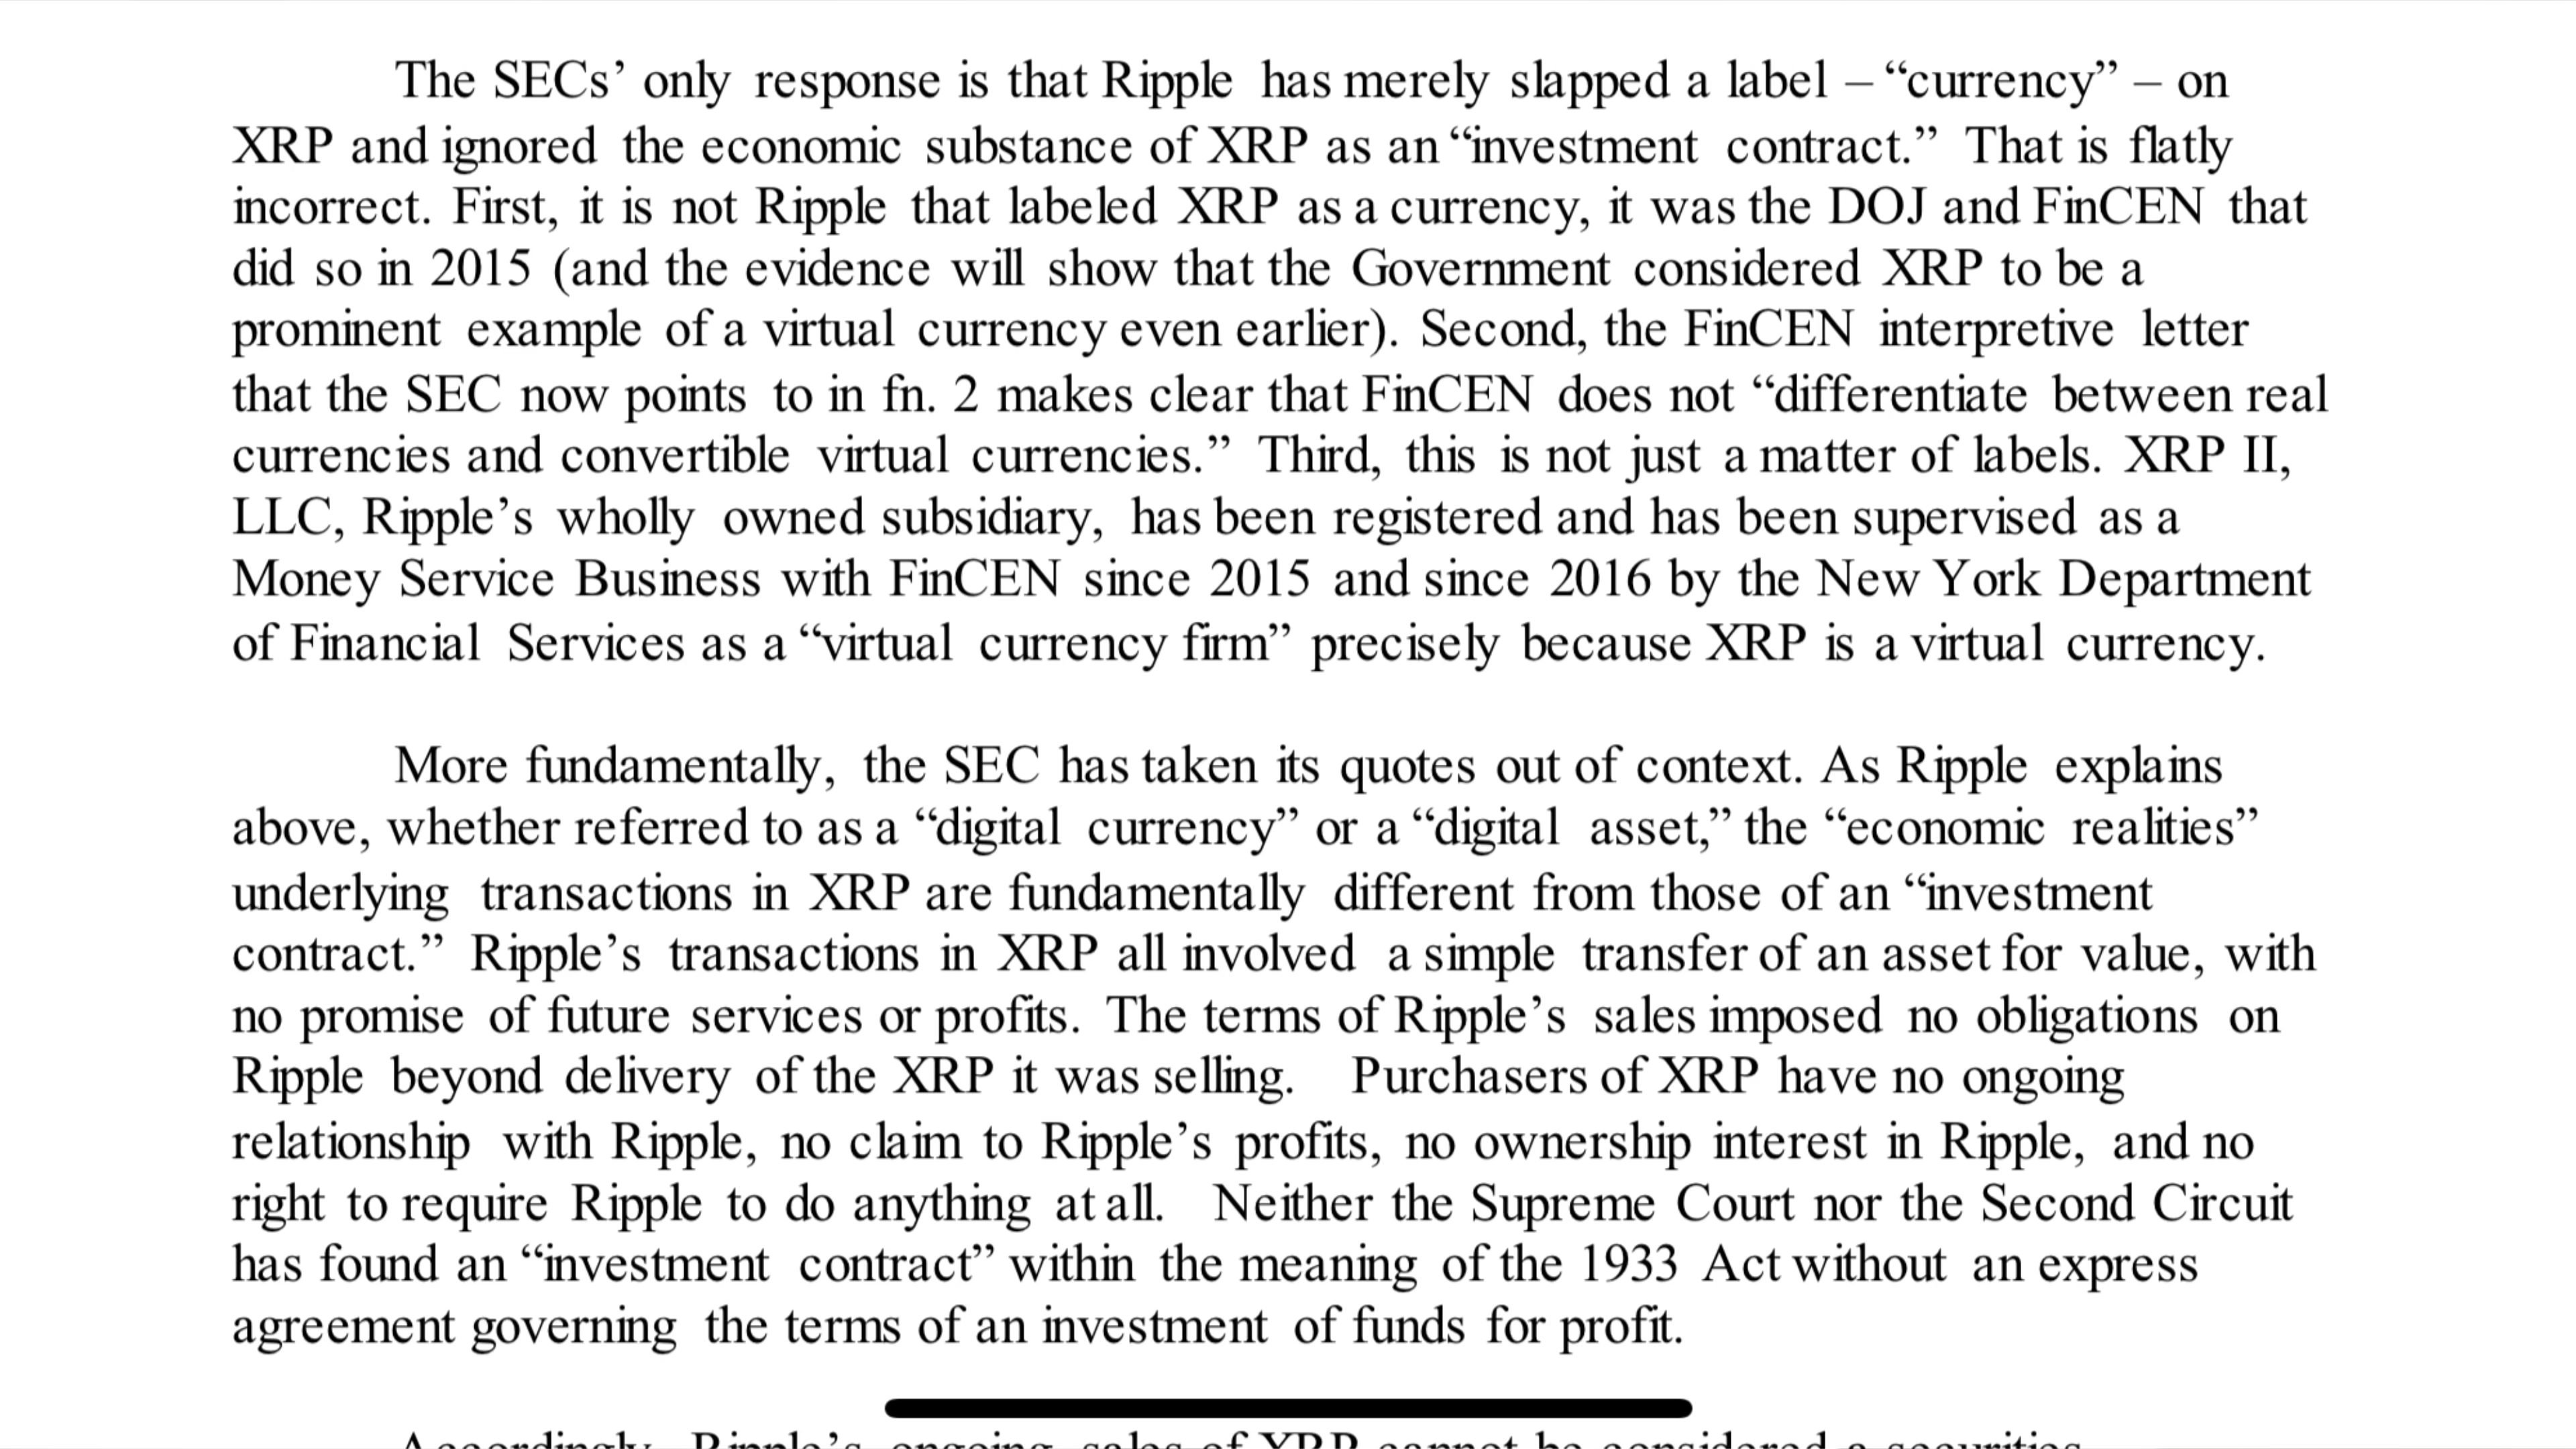 The SECs’ only response is that Ripple has merely slapped a label – “currency” – on
XRP and ignored the economic substance of XRP as an “investment contract.” That is flatly
incorrect. First, it is not Ripple that labeled XRP as a currency, it was the DOJ and FinCEN that
did so in 2015 (and the evidence will show that the Government considered XRP to be a
prominent example of a virtual currency even earlier). Second, the FinCEN interpretive letter
that the SEC now points to in fn. 2 makes clear that FinCEN does not “differentiate between real
currencies and convertible virtual currencies.” Third, this is not just a matter of labels. XRP II,
LLC, Ripple’s wholly owned subsidiary, has been registered and has been supervised as a
Money Service Business with FinCEN since 2015 and since 2016 by the New York Department
of Financial Services as a “virtual currency firm” precisely because XRP is a virtual currency.
More fundamentally, the SEC has taken its quotes out of context. As Ripple explains
above, whether referred to as a “digital currency” or a “digital asset,” the “economic realities”
underlying transactions in XRP are fundamentally different from those of an “investment
contract.” Ripple’s transactions in XRP all involved a simple transfer of an asset for value, with
no promise of future services or profits. The terms of Ripple’s sales imposed no obligations on
Ripple beyond delivery of the XRP it was selling. Purchasers of XRP have no ongoing
relationship with Ripple, no claim to Ripple’s profits, no ownership interest in Ripple, and no
right to require Ripple to do anything at all. Neither the Supreme Court nor the Second Circuit
has found an “investment contract” within the meaning of the 1933 Act without an express
agreement governing the terms of an investment of funds for profit.
Accordingly, Ripple’s ongoing sales of XRP cannot be considered a securities